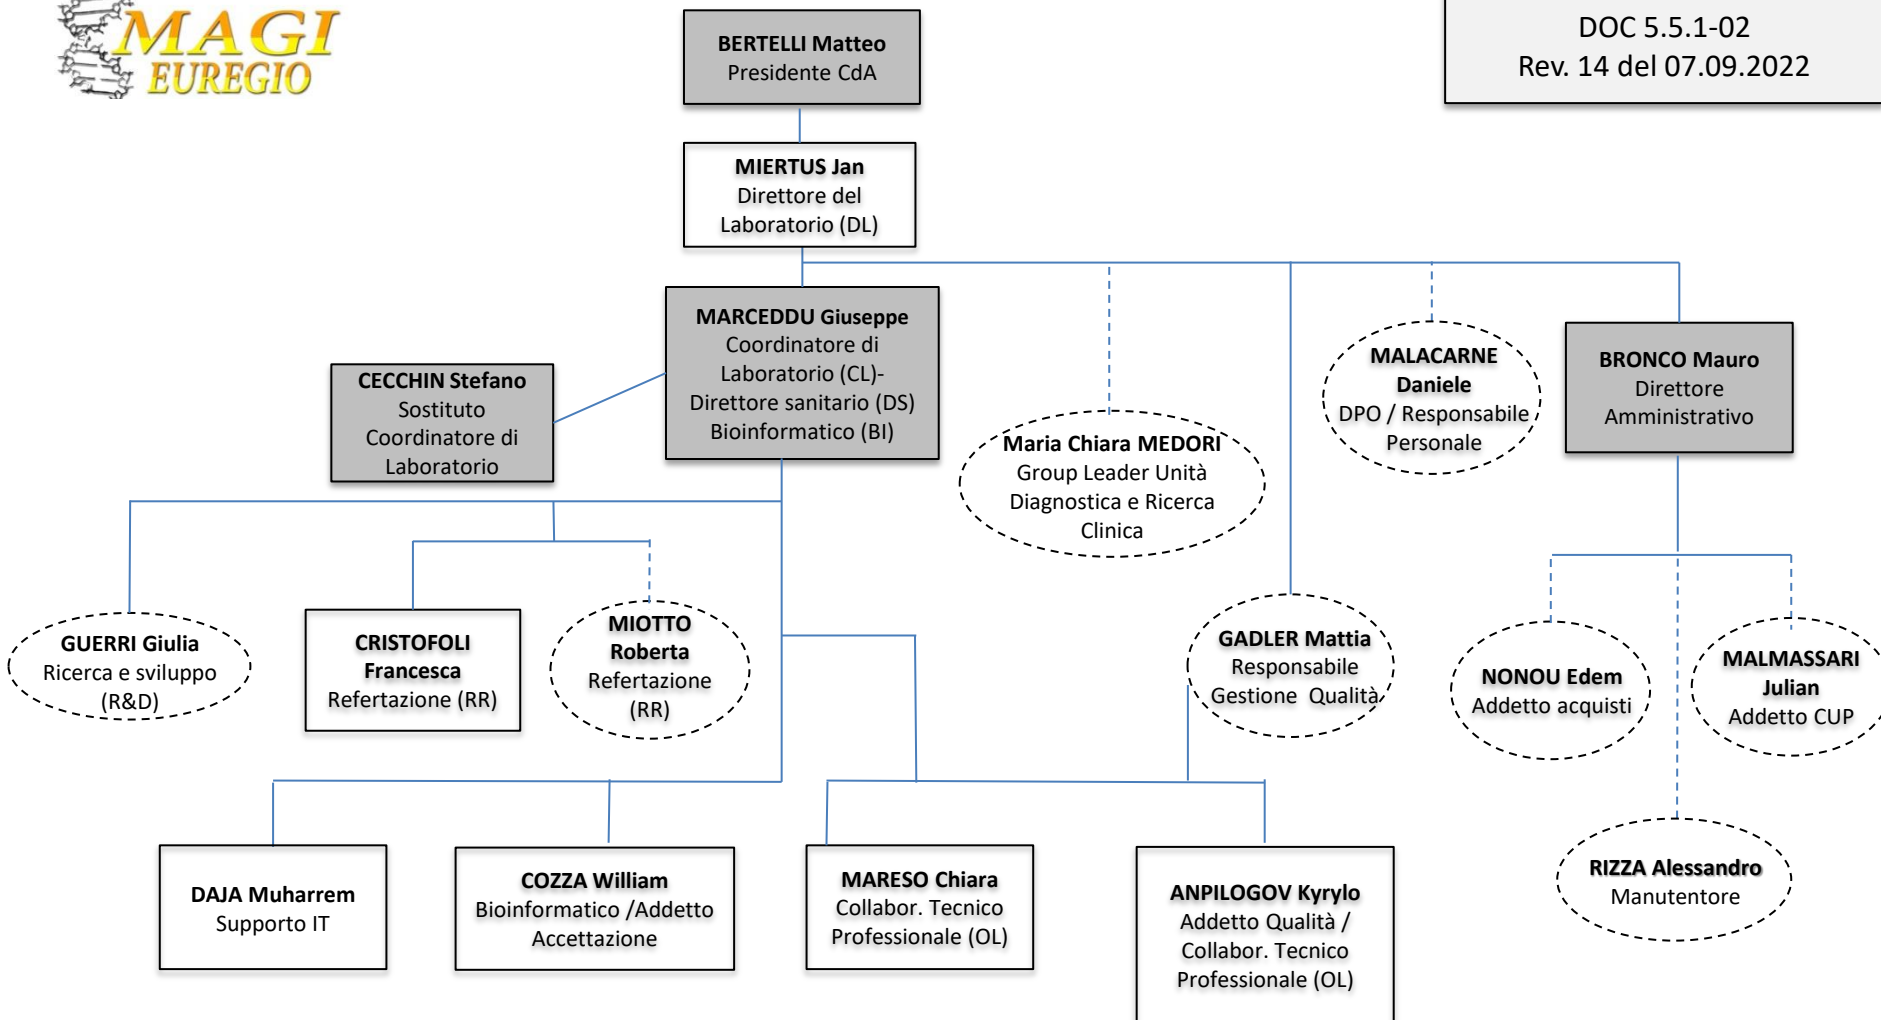 MAGI
EUREGIO
DOC 5.5.1-02
Rev. 14 del 07.09.2022
BERTELLI Matteo
Presidente CdA
MIERTUS Jan
Direttore del
Laboratorio (DL)
MARCEDDU Giuseppe
Coordinatore di
Laboratorio (CL)-
Direttore sanitario (DS)
Bioinformatico (BI)
CECCHIN Stefano
Sostituto
Coordinatore di
Laboratorio
Maria Chiara MEDORI
Group Leader Unità
Diagnostica e Ricerca
Clinica
MALACARNE
Daniele
DPO / Responsabile
Personale
BRONCO Mauro
Direttore
Amministrativo
GUERRI Giulia
Ricerca e sviluppo
(R&D)
CRISTOFOLI
Francesca
Refertazione (RR)
MIOTTO
Roberta
Refertazione
(RR)
GADLER Mattia
Responsabile
Gestione Qualità
NONOU Edem
Addetto acquisti
MALMASSARI
Julian
Addetto CUP
DAJA Muharrem
Supporto IT
COZZA William
Bioinformatico /Addetto
Accettazione
MARESO Chiara
Collabor. Tecnico
Professionale (OL)
ANPILOGOV Kyrylo
Addetto Qualità /
Collabor. Tecnico
Professionale (OL)
RIZZA Alessandro
Manutentore